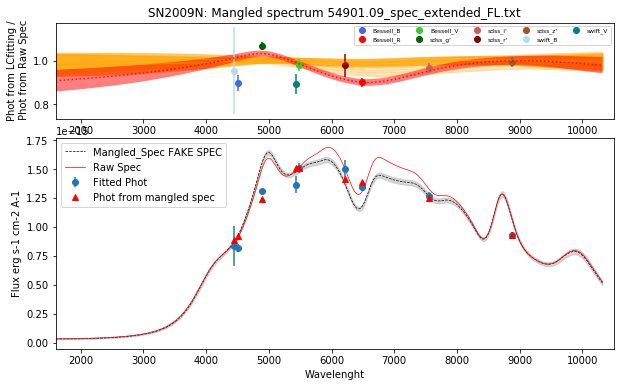 SN2009N: Mangled spectrum 54901.09_spec_extended_FL.txt
Phot from LCfitting /
Phot from Raw Spec
1.0
0.8
Bessell_B
Bessell_R
Bessell_V
sdss_g'
sdss_i'
sdss_r'
sdss_z'
swift_B
swift_V
2000 3000 4000 5000 6000 7000 8000 9000 10000
Flux erg s-1 cm-2 A-1
1.75
1.50
1.25
1.00
0.75
0.50
0.25
0.00
Mangled_Spec FAKE SPEC
Raw Spec
Fitted Phot
Phot from mangled spec
2000 3000 4000 5000 6000 7000 8000 9000 10000
Wavelenght